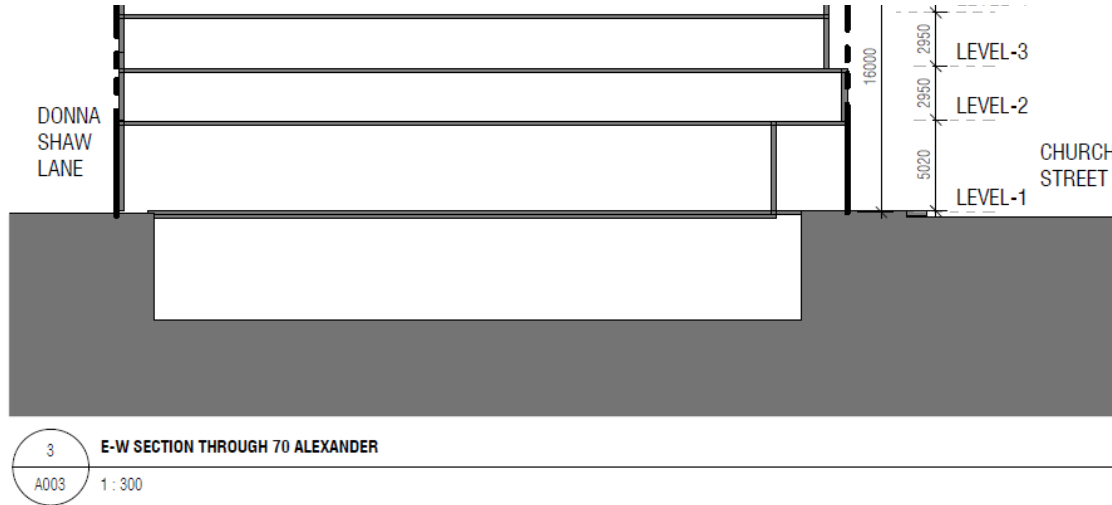 2950
LEVEL-3
16000
2950
LEVEL-2
DONNA
SHAW
LANE
5020
CHURCH
STREET
LEVEL-1
3
E-W SECTION THROUGH 70 ALEXANDER
A003
1 : 300